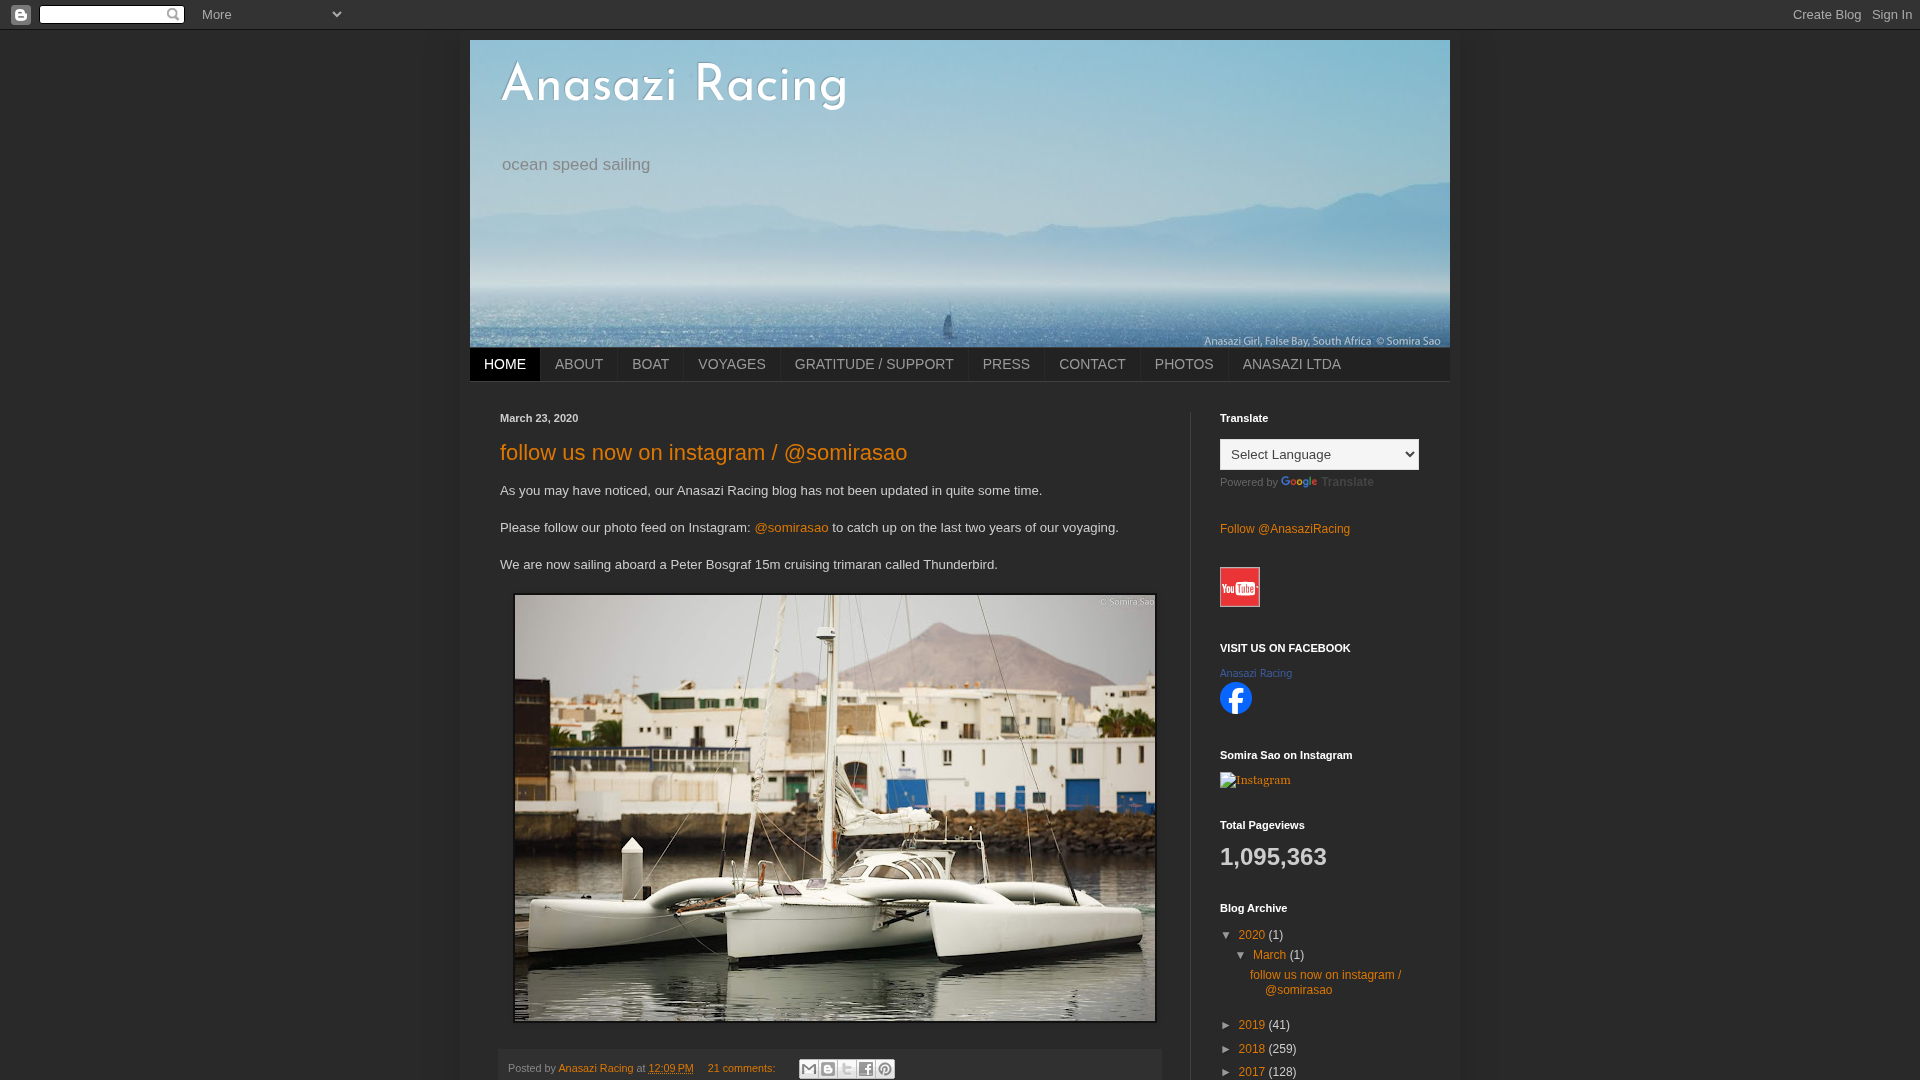 More
Create Blog Sign In
Anasazi Racing
ocean speed sailing
Anasazi Girl, False Bay, South Africa © Somira Sao
HOME ABOUT BOAT VOYAGES GRATITUDE / SUPPORT PRESS CONTACT PHOTOS ANASAZI LTDA
March 23, 2020
follow us now on instagram / @somirasao
As you may have noticed, our Anasazi Racing blog has not been updated in quite some time.
Please follow our photo feed on Instagram: @somirasao to catch up on the last two years of our voyaging.
We are now sailing aboard a Peter Bosgraf 15m cruising trimaran called Thunderbird.
© Somira Sao
Posted by Anasazi Racing at 12:09 PM 21 comments:
Translate
Select Language
Powered by Google Translate
Follow @AnasaziRacing
YouTube
VISIT US ON FACEBOOK
Anasazi Racing
Somira Sao on Instagram
Instagram
Total Pageviews
1,095,363
Blog Archive
▼ 2020 (1)
▼ March (1)
follow us now on instagram /
@somirasao
► 2019 (41)
► 2018 (259)
► 2017 (128)